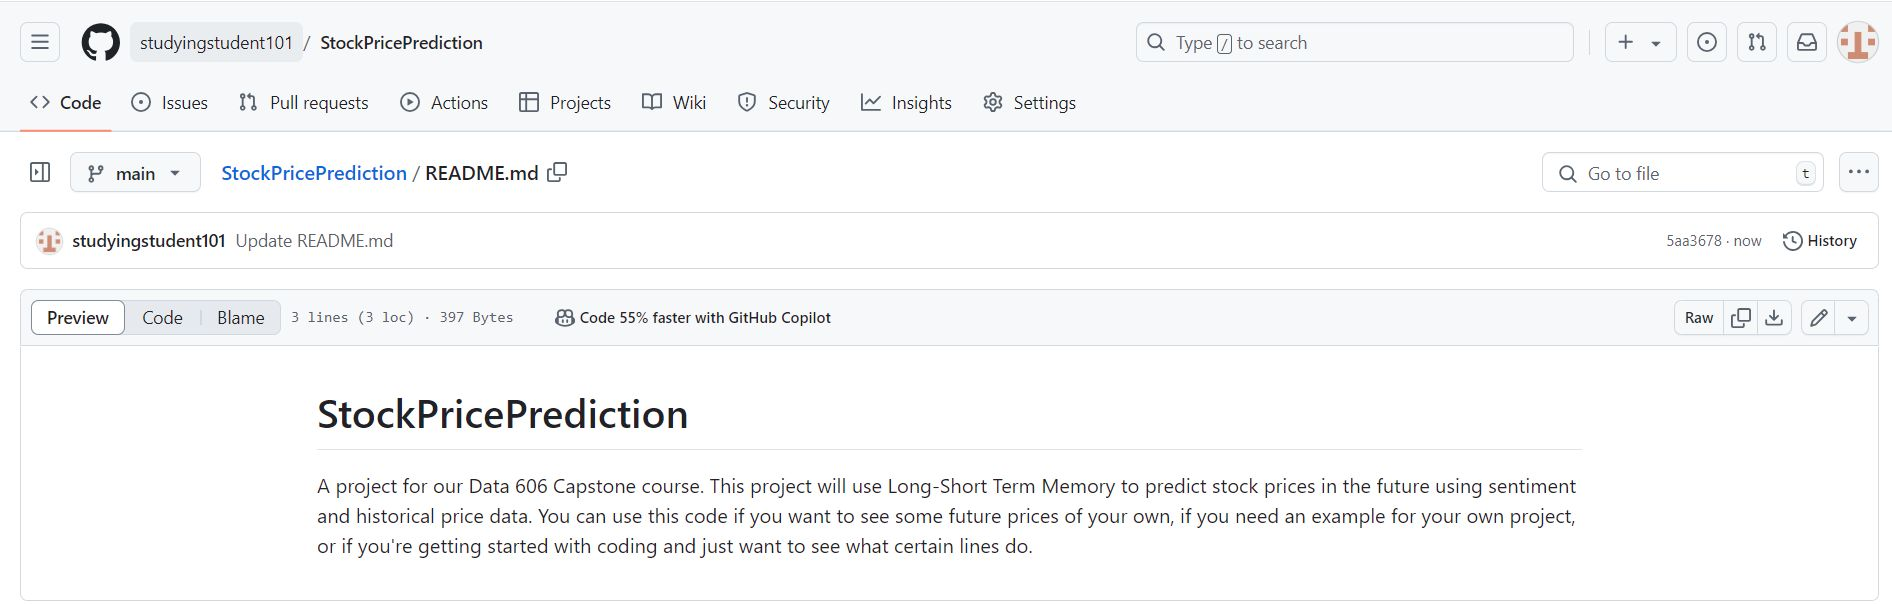 studyingstudent101 / StockPricePrediction
Type / to search
Code Issues Pull requests Actions Projects Wiki Security Insights Settings
main StockPricePrediction / README.md Go to file t
studyingstudent101 Update README.md 5aa3678 · now History
Preview Code Blame 3 lines (3 loc) · 397 Bytes Code 55% faster with GitHub Copilot Raw
StockPricePrediction
A project for our Data 606 Capstone course. This project will use Long-Short Term Memory to predict stock prices in the future using sentiment
and historical price data. You can use this code if you want to see some future prices of your own, if you need an example for your own project,
or if you're getting started with coding and just want to see what certain lines do.